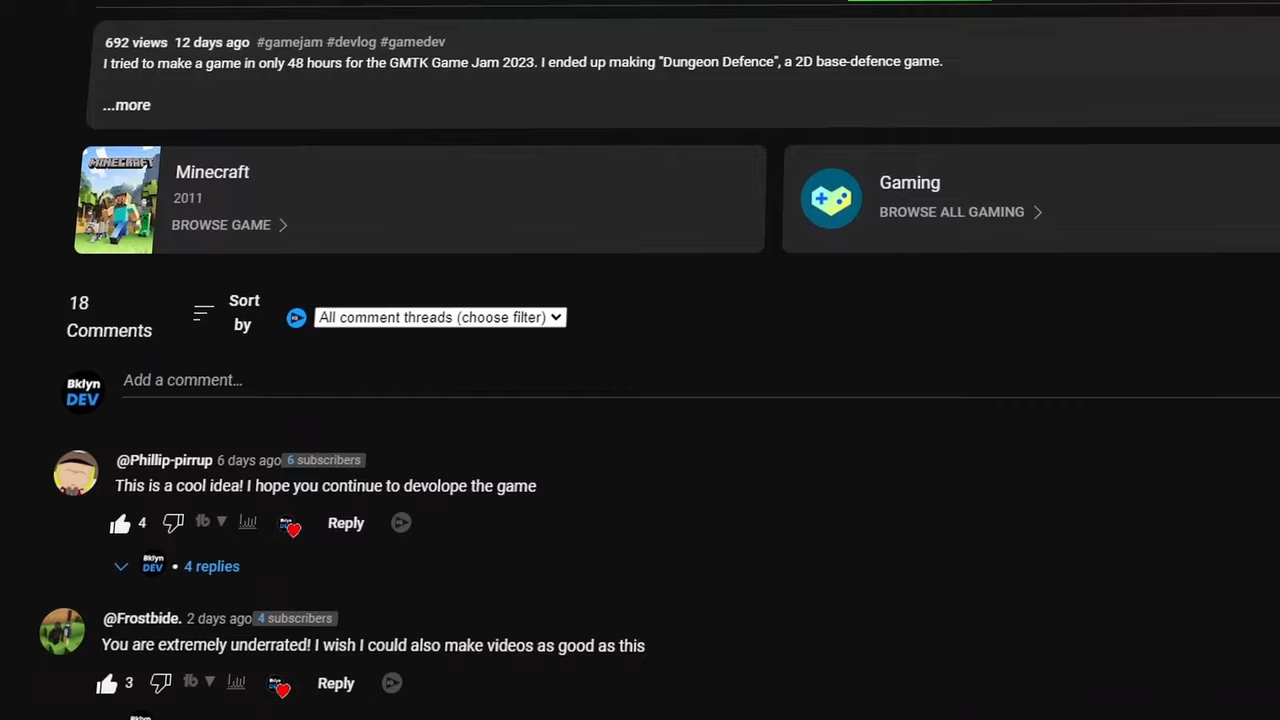 692 views 12 days ago #gamejam #devlog #gamedev
I tried to make a game in only 48 hours for the GMTK Game Jam 2023. I ended up making "Dungeon Defence", a 2D base-defence game.
...more
MINECRAFT
Minecraft
2011
BROWSE GAME
Gaming
BROWSE ALL GAMING
18
Comments
Sort
by
All comment threads (choose filter)
Bklyn
DEV
Add a comment...
@Phillip-pirrup 6 days ago 6 subscribers
This is a cool idea! I hope you continue to devolope the game
4 tb Reply
Bklyn
DEV
• 4 replies
@Frostbide. 2 days ago 4 subscribers
You are extremely underrated! I wish I could also make videos as good as this
3 tb Reply
Bklyn